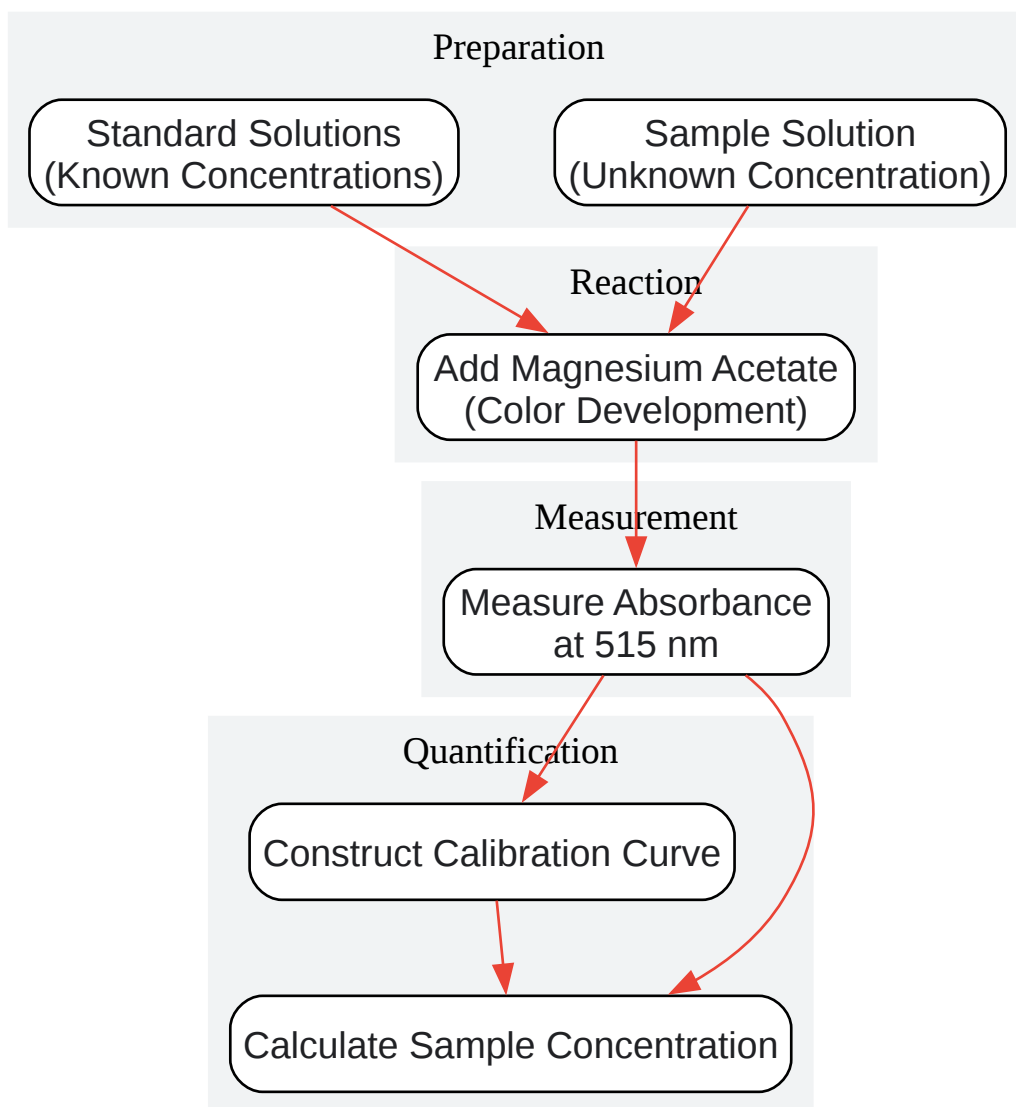 Preparation
Standard Solutions
(Known Concentrations)
Sample Solution
(Unknown Concentration)
Reaction
Add Magnesium Acetate
(Color Development)
Measurement
Measure Absorbance
at 515 nm
Quantification
Construct Calibration Curve
Calculate Sample Concentration